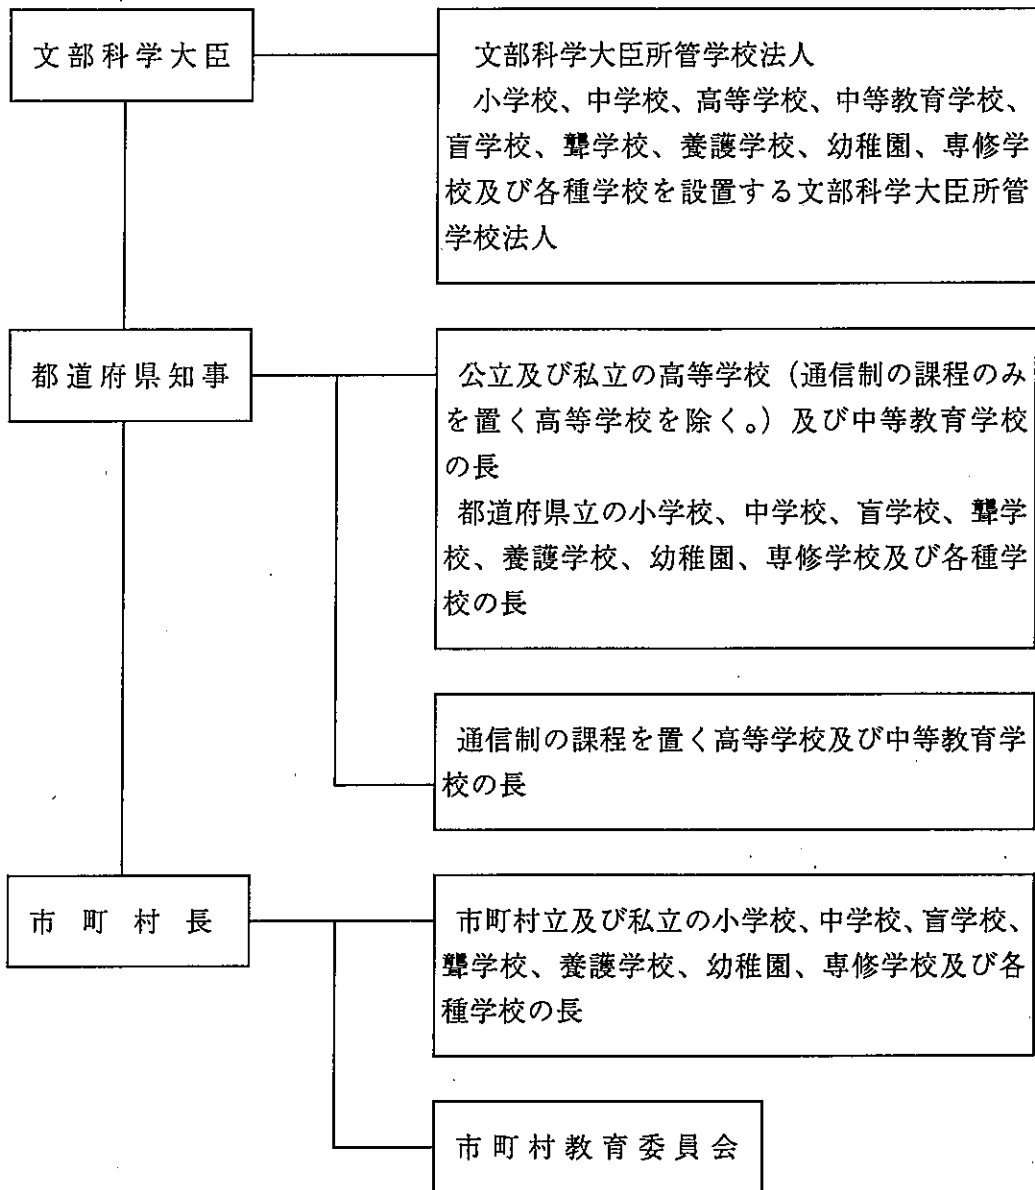 文部科学大臣
文部科学大臣所管学校法人
小学校、中学校、高等学校、中等教育学校、
盲学校、聾学校、養護学校、幼稚園、専修学
校及び各種学校を設置する文部科学大臣所管
学校法人
都道府県知事
公立及び私立の高等学校（通信制の課程のみ
を置く高等学校を除く。）及び中等教育学校
の長
都道府県立の小学校、中学校、盲学校、聾学
校、養護学校、幼稚園、専修学校及び各種学
校の長
通信制の課程を置く高等学校及び中等教育学
校の長
市町村長
市町村立及び私立の小学校、中学校、盲学校、
聾学校、養護学校、幼稚園、専修学校及び各
種学校の長
市町村教育委員会